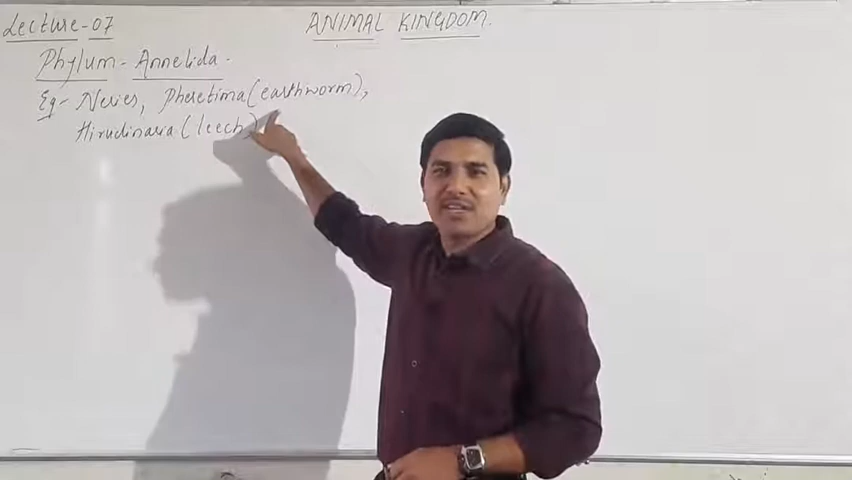 Lecture-07
ANIMAL KINGDOM.
Phylum- Annelida-
Eg- Neries, Pheretima (earthworm),
Hirudinaria (leech)